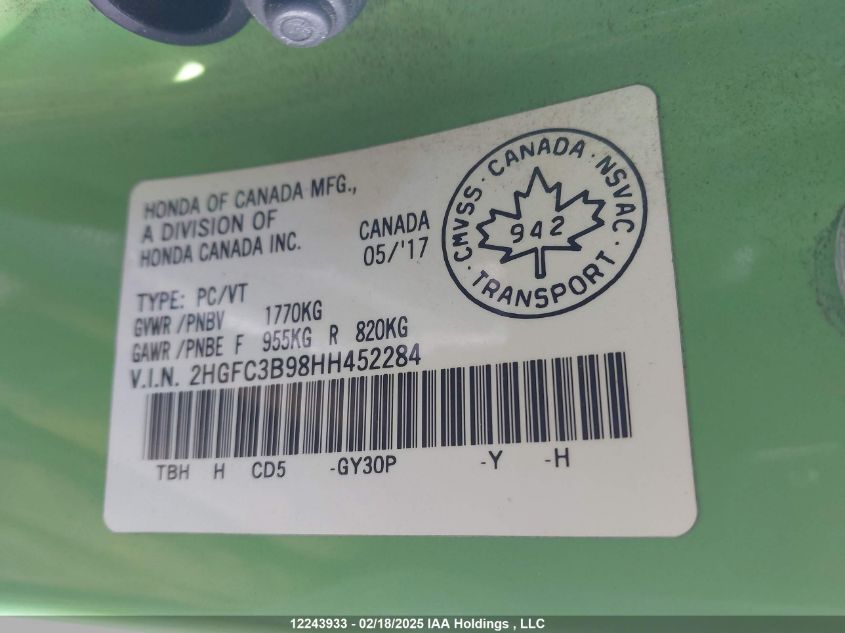 HONDA OF CANADA MFG.,
A DIVISION OF
HONDA CANADA INC.
CANADA
05/'17
CMVSS · CANADA · NSVAC · TRANSPORT ·
942
TYPE: PC/VT
GVWR /PNBV 1770KG
GAWR /PNBE F 955KG R 820KG
V.I.N. 2HGFC3B98HH452284
TBH H CD5 -GY30P -Y -H
12243933 - 02/18/2025 IAA Holdings , LLC